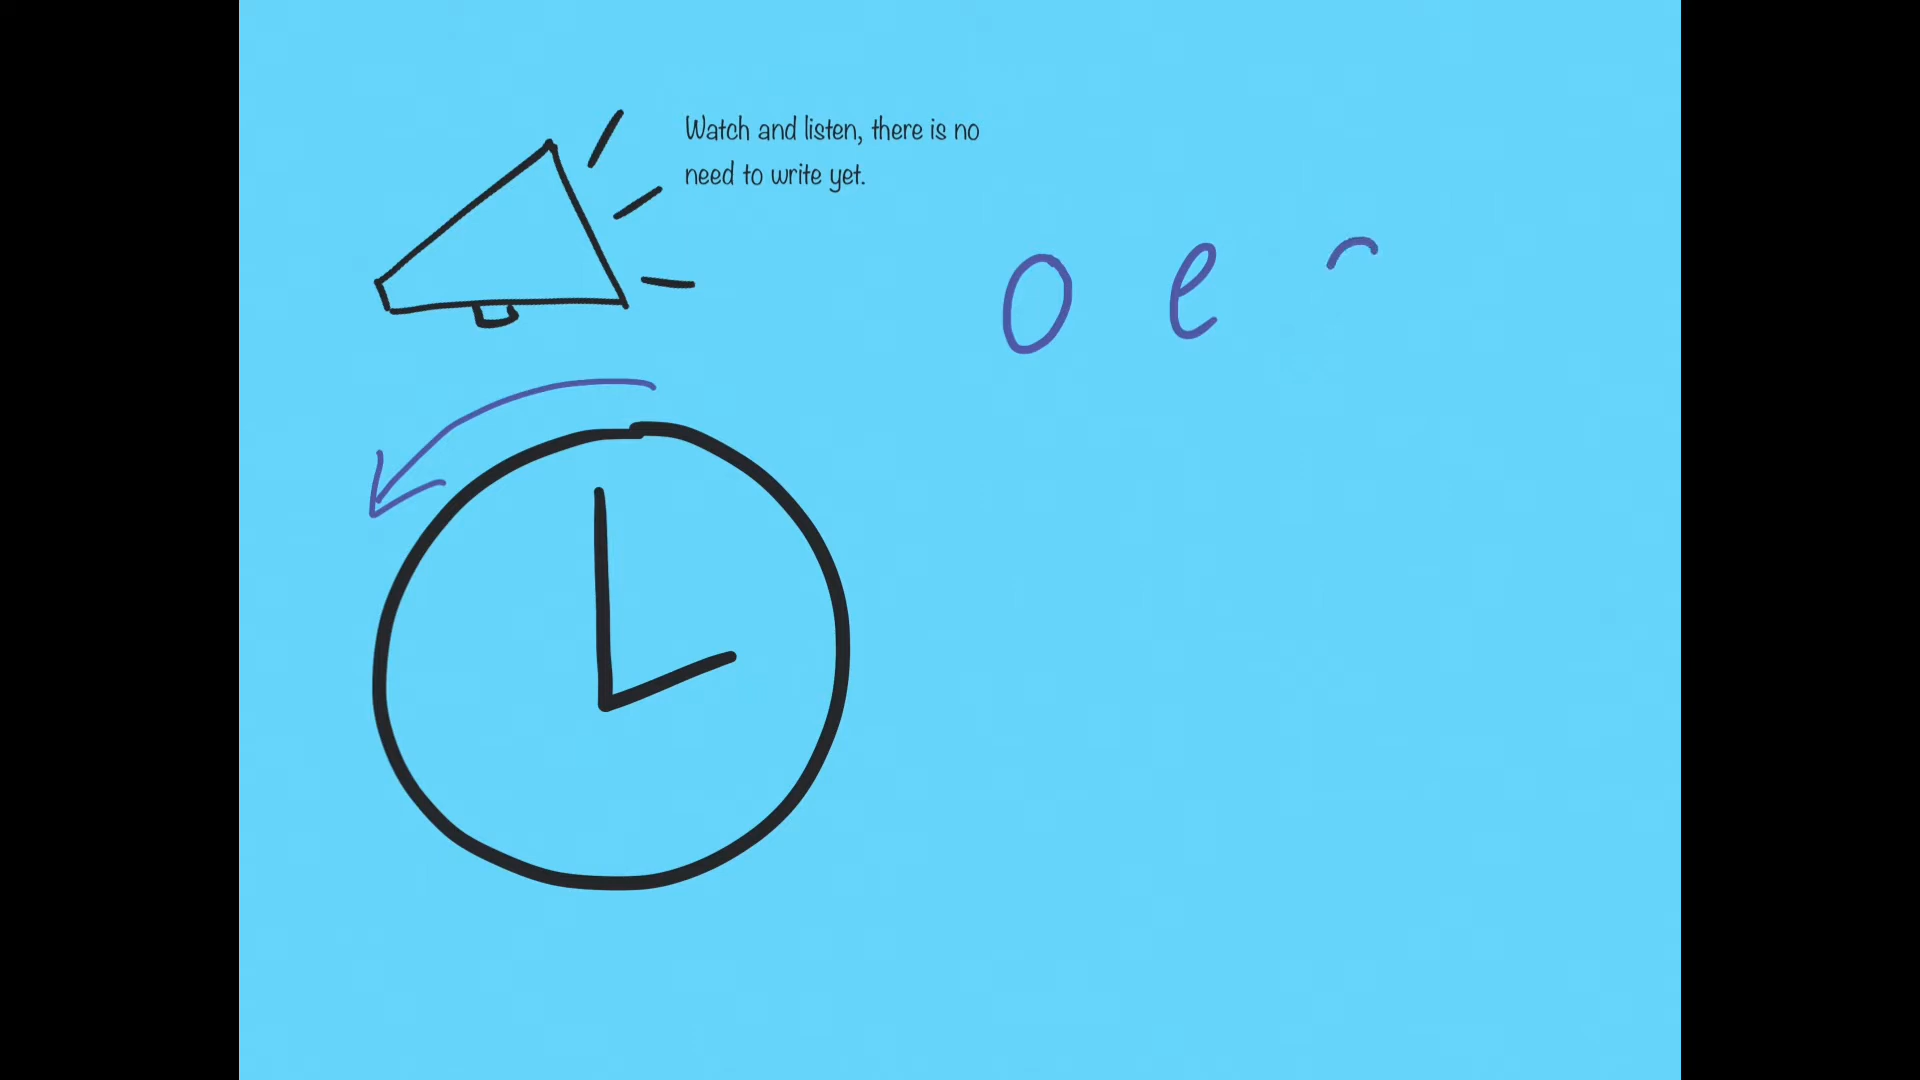 Watch and listen, there is no
need to write yet.
o e